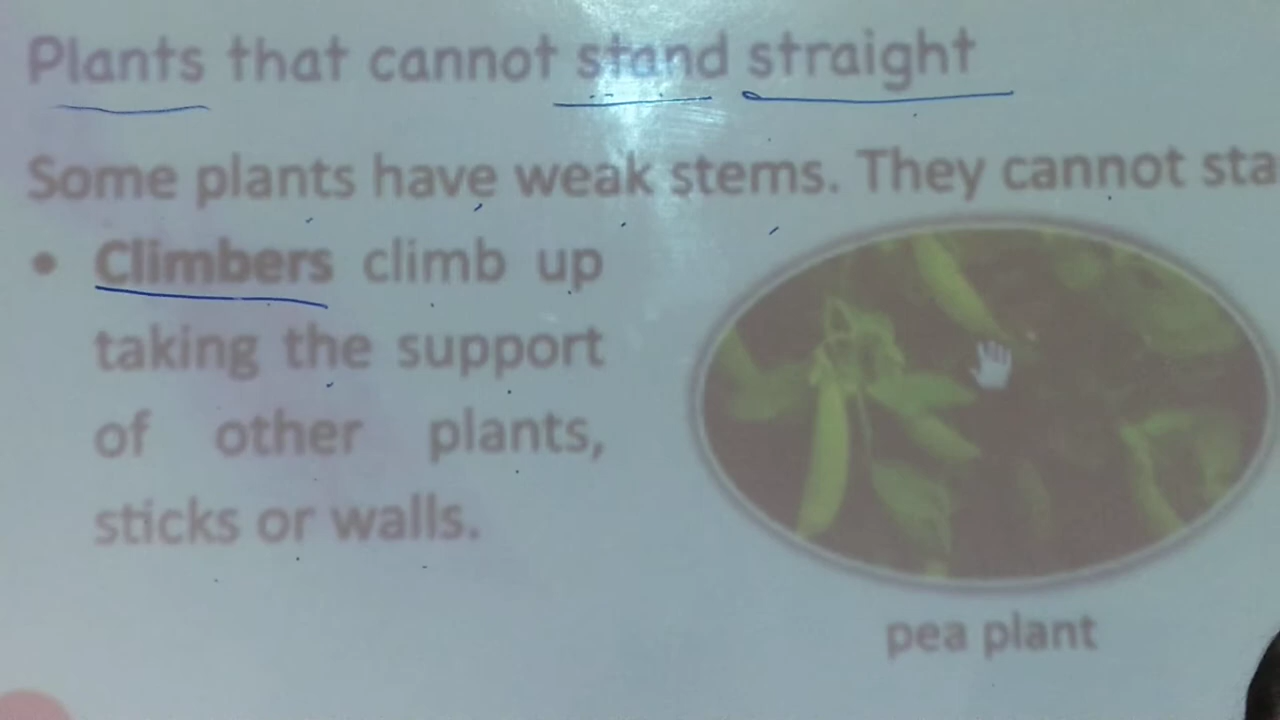 Plants that cannot stand straight
Some plants have weak stems. They cannot sta
• Climbers climb up
taking the support
of other plants,
sticks or walls.
pea plant